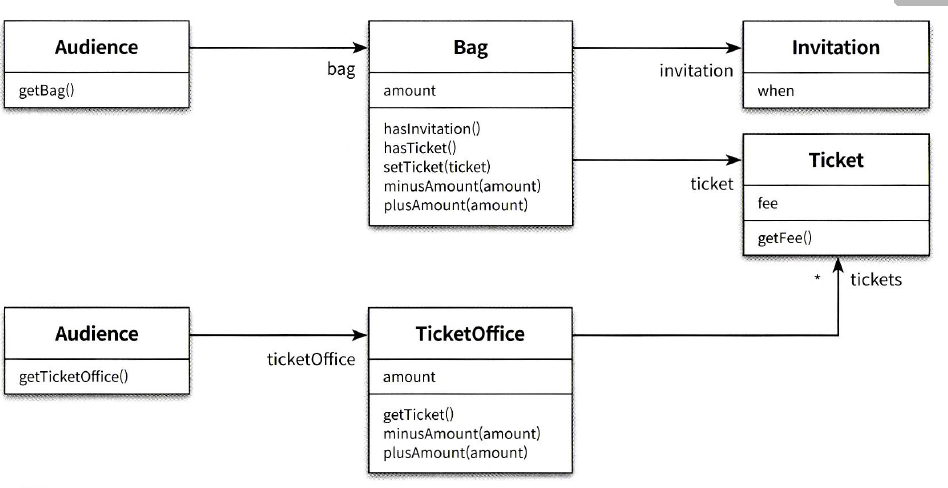 Audience
getBag()
bag
Bag
amount
hasInvitation()
hasTicket()
setTicket(ticket)
minusAmount(amount)
plusAmount(amount)
invitation
Invitation
when
ticket
Ticket
fee
getFee()
* tickets
Audience
getTicketOffice()
ticketOffice
TicketOffice
amount
getTicket()
minusAmount(amount)
plusAmount(amount)